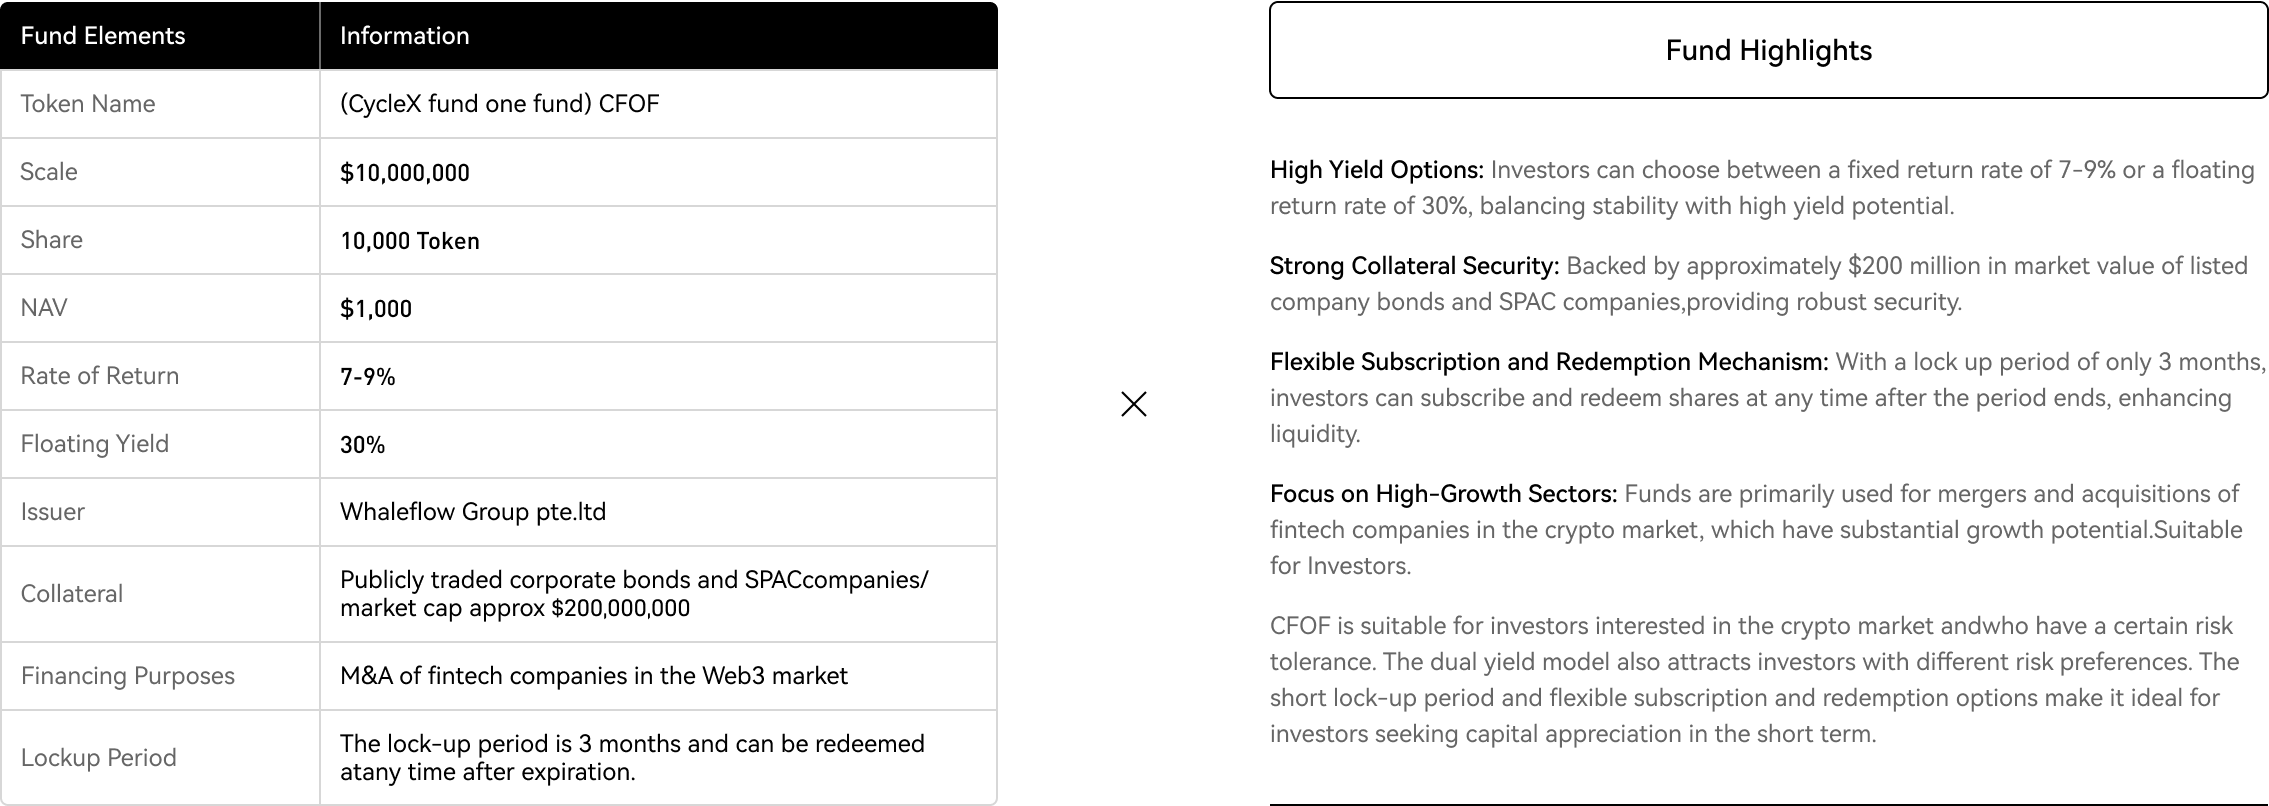 Fund Elements Information
Token Name (CycleX fund one fund) CFOF
Scale $10,000,000
Share 10,000 Token
NAV $1,000
Rate of Return 7-9%
Floating Yield 30%
Issuer Whaleflow Group pte.ltd
Collateral Publicly traded corporate bonds and SPACcompanies/
market cap approx $200,000,000
Financing Purposes M&A of fintech companies in the Web3 market
Lockup Period The lock-up period is 3 months and can be redeemed
atany time after expiration.
Fund Highlights
High Yield Options: Investors can choose between a fixed return rate of 7-9% or a floating
return rate of 30%, balancing stability with high yield potential.
Strong Collateral Security: Backed by approximately $200 million in market value of listed
company bonds and SPAC companies,providing robust security.
Flexible Subscription and Redemption Mechanism: With a lock up period of only 3 months,
investors can subscribe and redeem shares at any time after the period ends, enhancing
liquidity.
Focus on High-Growth Sectors: Funds are primarily used for mergers and acquisitions of
fintech companies in the crypto market, which have substantial growth potential.Suitable
for Investors.
CFOF is suitable for investors interested in the crypto market andwho have a certain risk
tolerance. The dual yield model also attracts investors with different risk preferences. The
short lock-up period and flexible subscription and redemption options make it ideal for
investors seeking capital appreciation in the short term.